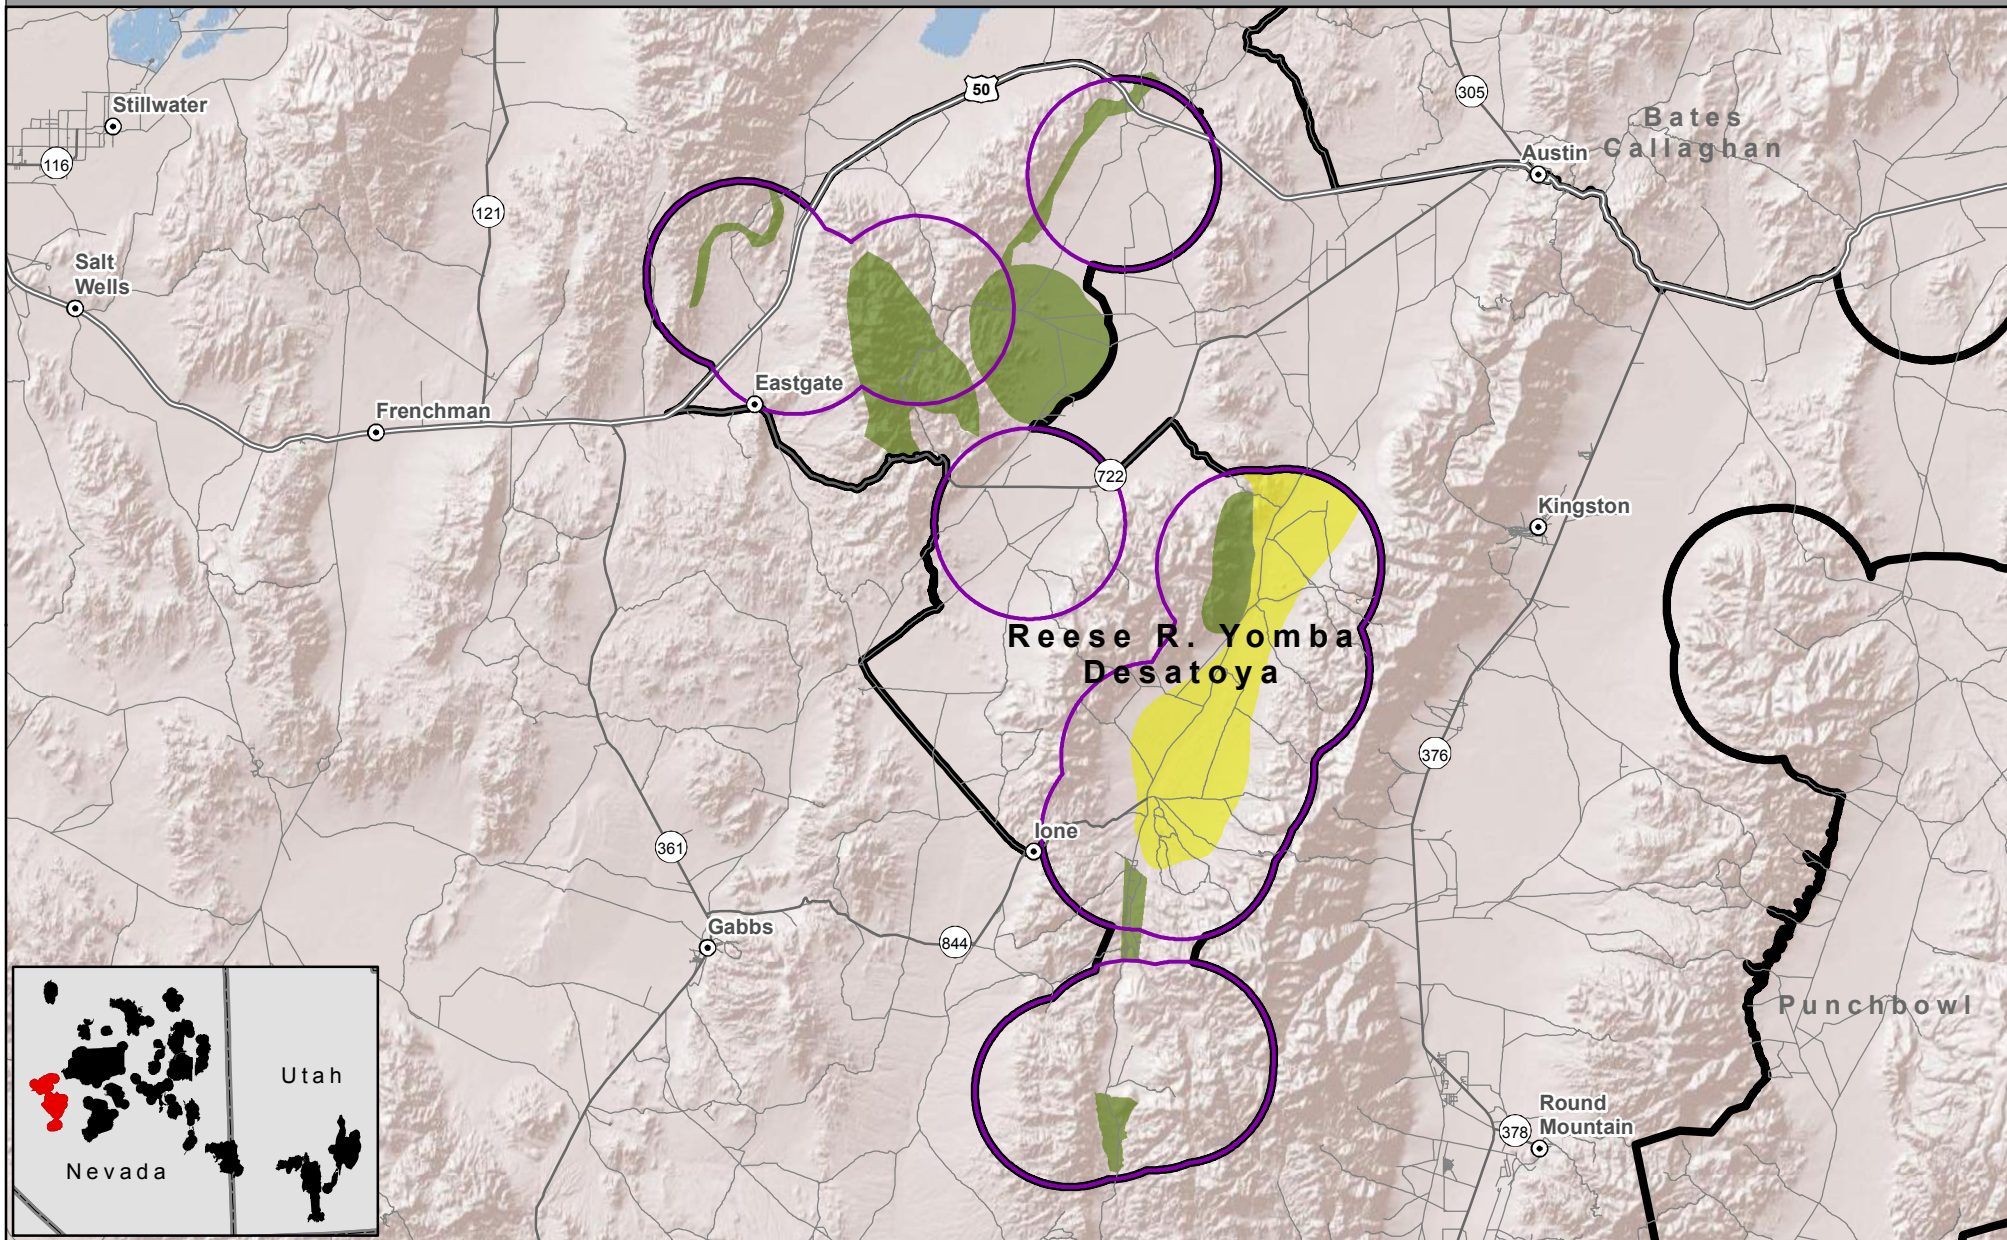 50
305
Stillwater
Bates
Callaghan
116
Austin
121
Salt
Wells
Eastgate
Frenchman
722
Kingston
Reese R. Yomba
Desatoya
376
Ione
361
Gabbs
844
Punchbowl
Utah
Nevada
Round
Mountain
378